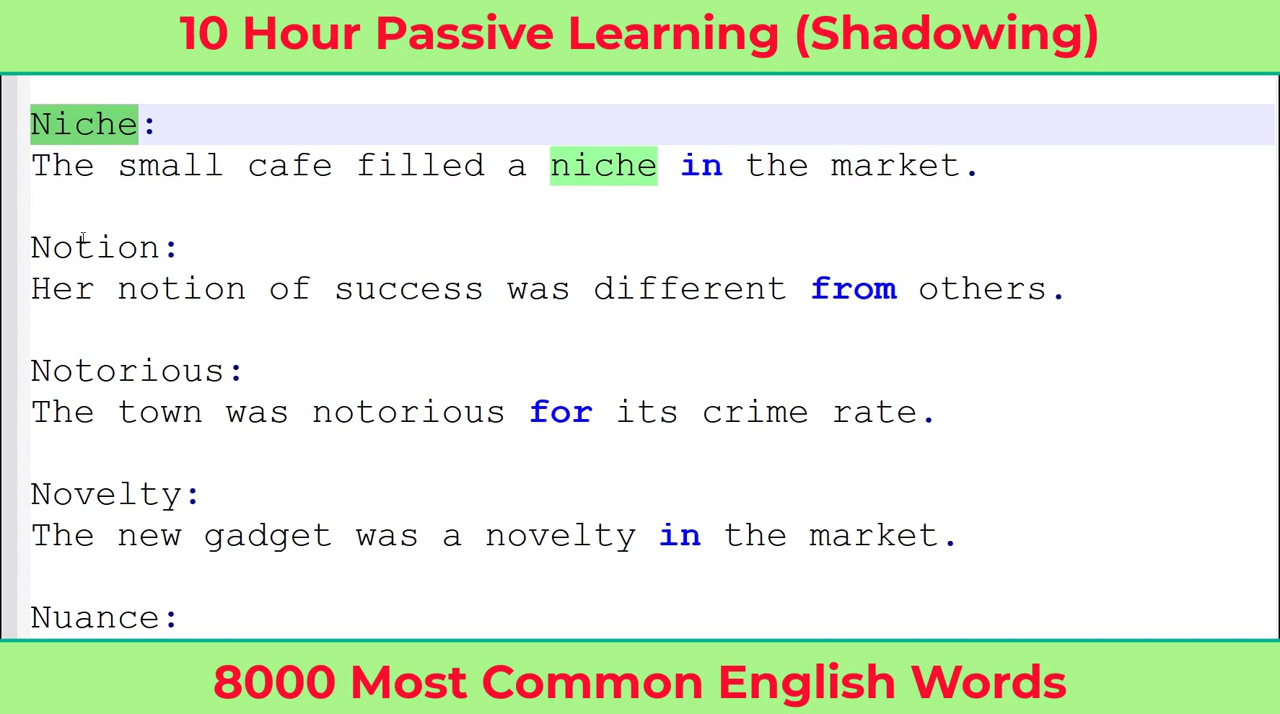 10 Hour Passive Learning (Shadowing)
Niche:
The small cafe filled a niche in the market.
Notion:
Her notion of success was different from others.
Notorious:
The town was notorious for its crime rate.
Novelty:
The new gadget was a novelty in the market.
Nuance:
8000 Most Common English Words